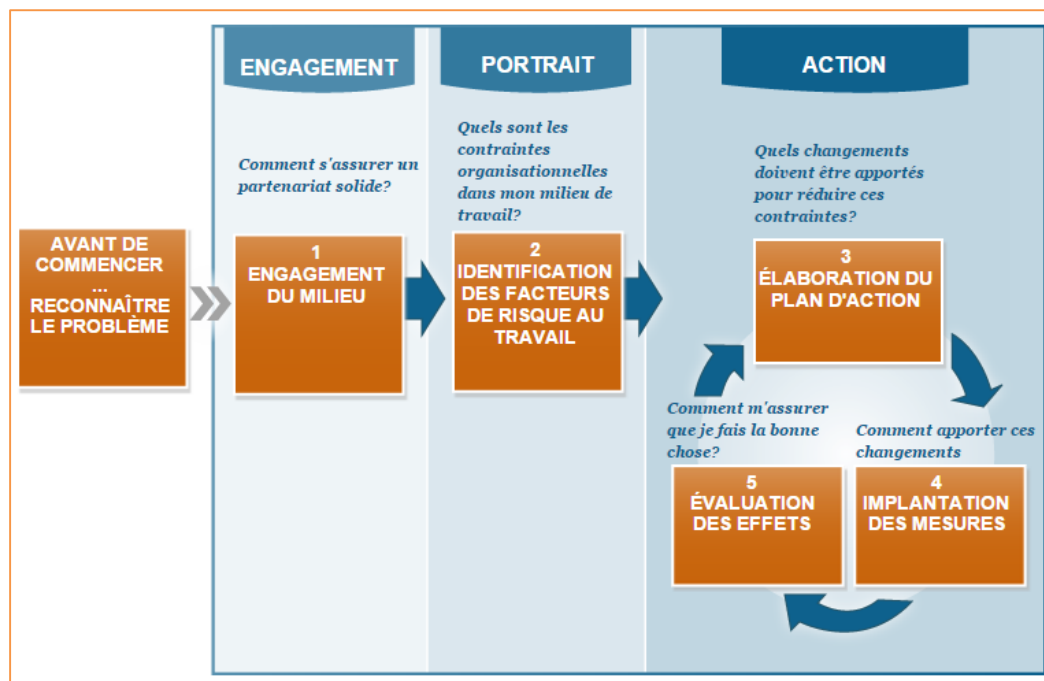 ENGAGEMENT
PORTRAIT
ACTION
Comment s'assurer un
partenariat solide?
Quels sont les
contraintes
organisationnelles
dans mon milieu de
travail?
Quels changements
doivent être apportés
pour réduire ces
contraintes?
AVANT DE
COMMENCER
...
RECONNAÎTRE
LE PROBLÈME
1
ENGAGEMENT
DU MILIEU
2
IDENTIFICATION
DES FACTEURS
DE RISQUE AU
TRAVAIL
3
ÉLABORATION DU
PLAN D'ACTION
Comment m'assurer
que je fais la bonne
chose?
Comment apporter ces
changements
5
ÉVALUATION
DES EFFETS
4
IMPLANTATION
DES MESURES